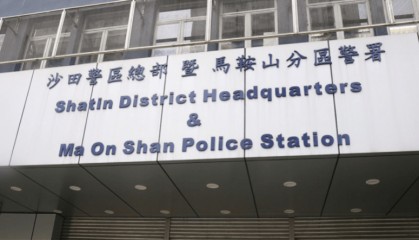 沙田警區總部 暨 馬鞍山分區警署
Shatin District Headquarters
&
Ma On Shan Police Station